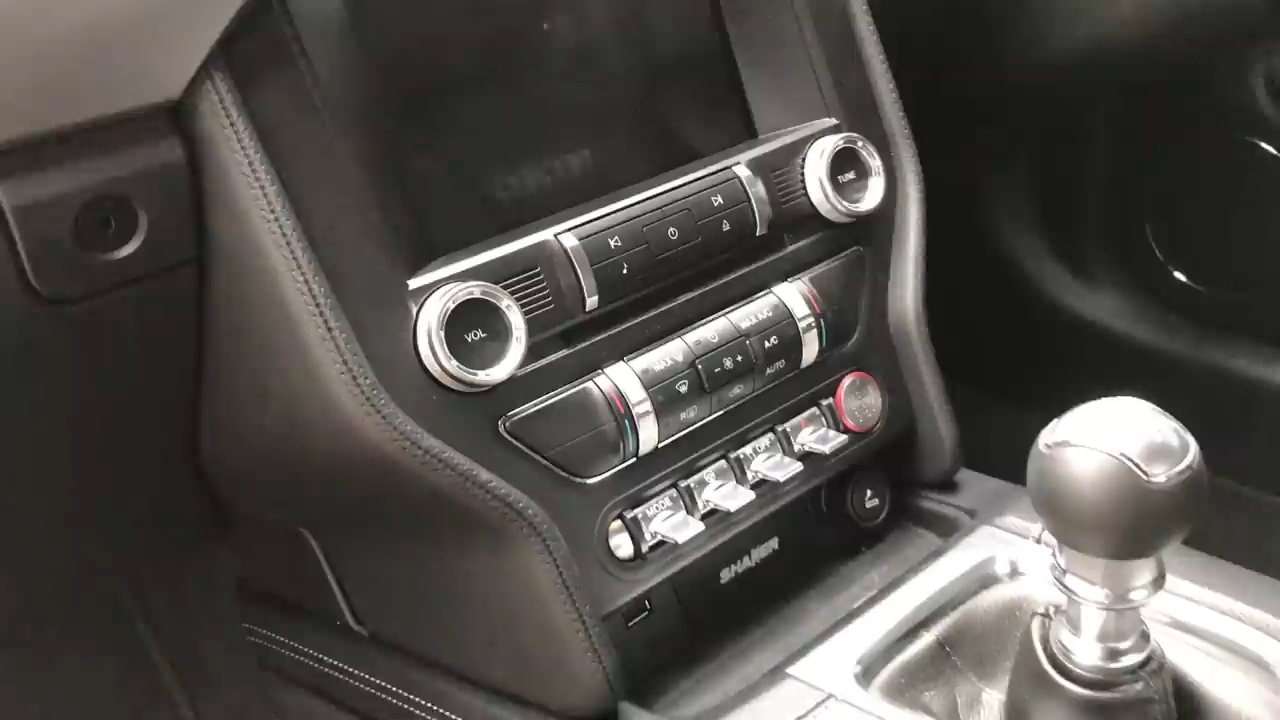 TUNE
VOL
MAX A/C
MAX
A/C
AUTO
R
MODE
OFF
SHAKER